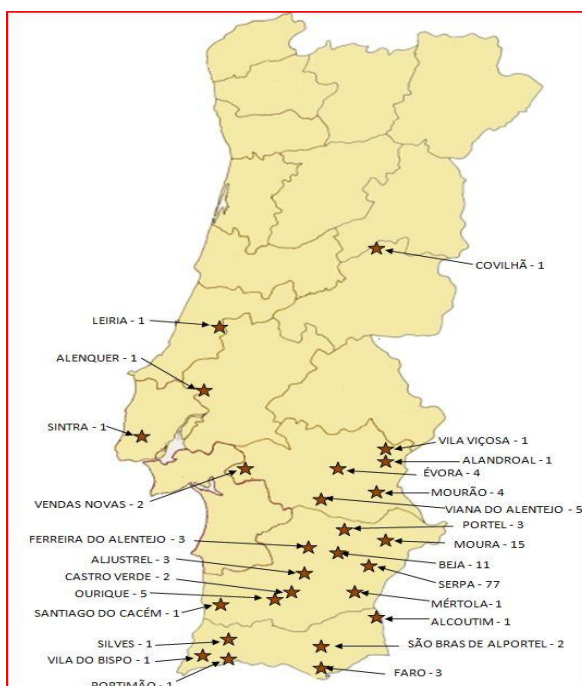 COVILHÃ - 1
LEIRIA - 1
ALENQUER - 1
SINTRA - 1
VILA VIÇOSA - 1
ALANDROAL - 1
ÉVORA - 4
MOURÃO - 4
VENDAS NOVAS - 2
VIANA DO ALENTEJO - 5
PORTEL - 3
FERREIRA DO ALENTEJO - 3
MOURA - 15
ALJUSTREL - 3
BEJA - 11
CASTRO VERDE - 2
SERPA - 77
OURIQUE - 5
MÉRTOLA - 1
SANTIAGO DO CACÉM - 1
ALCOUTIM - 1
SILVES - 1
SÃO BRAS DE ALPORTEL - 2
VILA DO BISPO - 1
FARO - 3
PORTIMÃO - 1